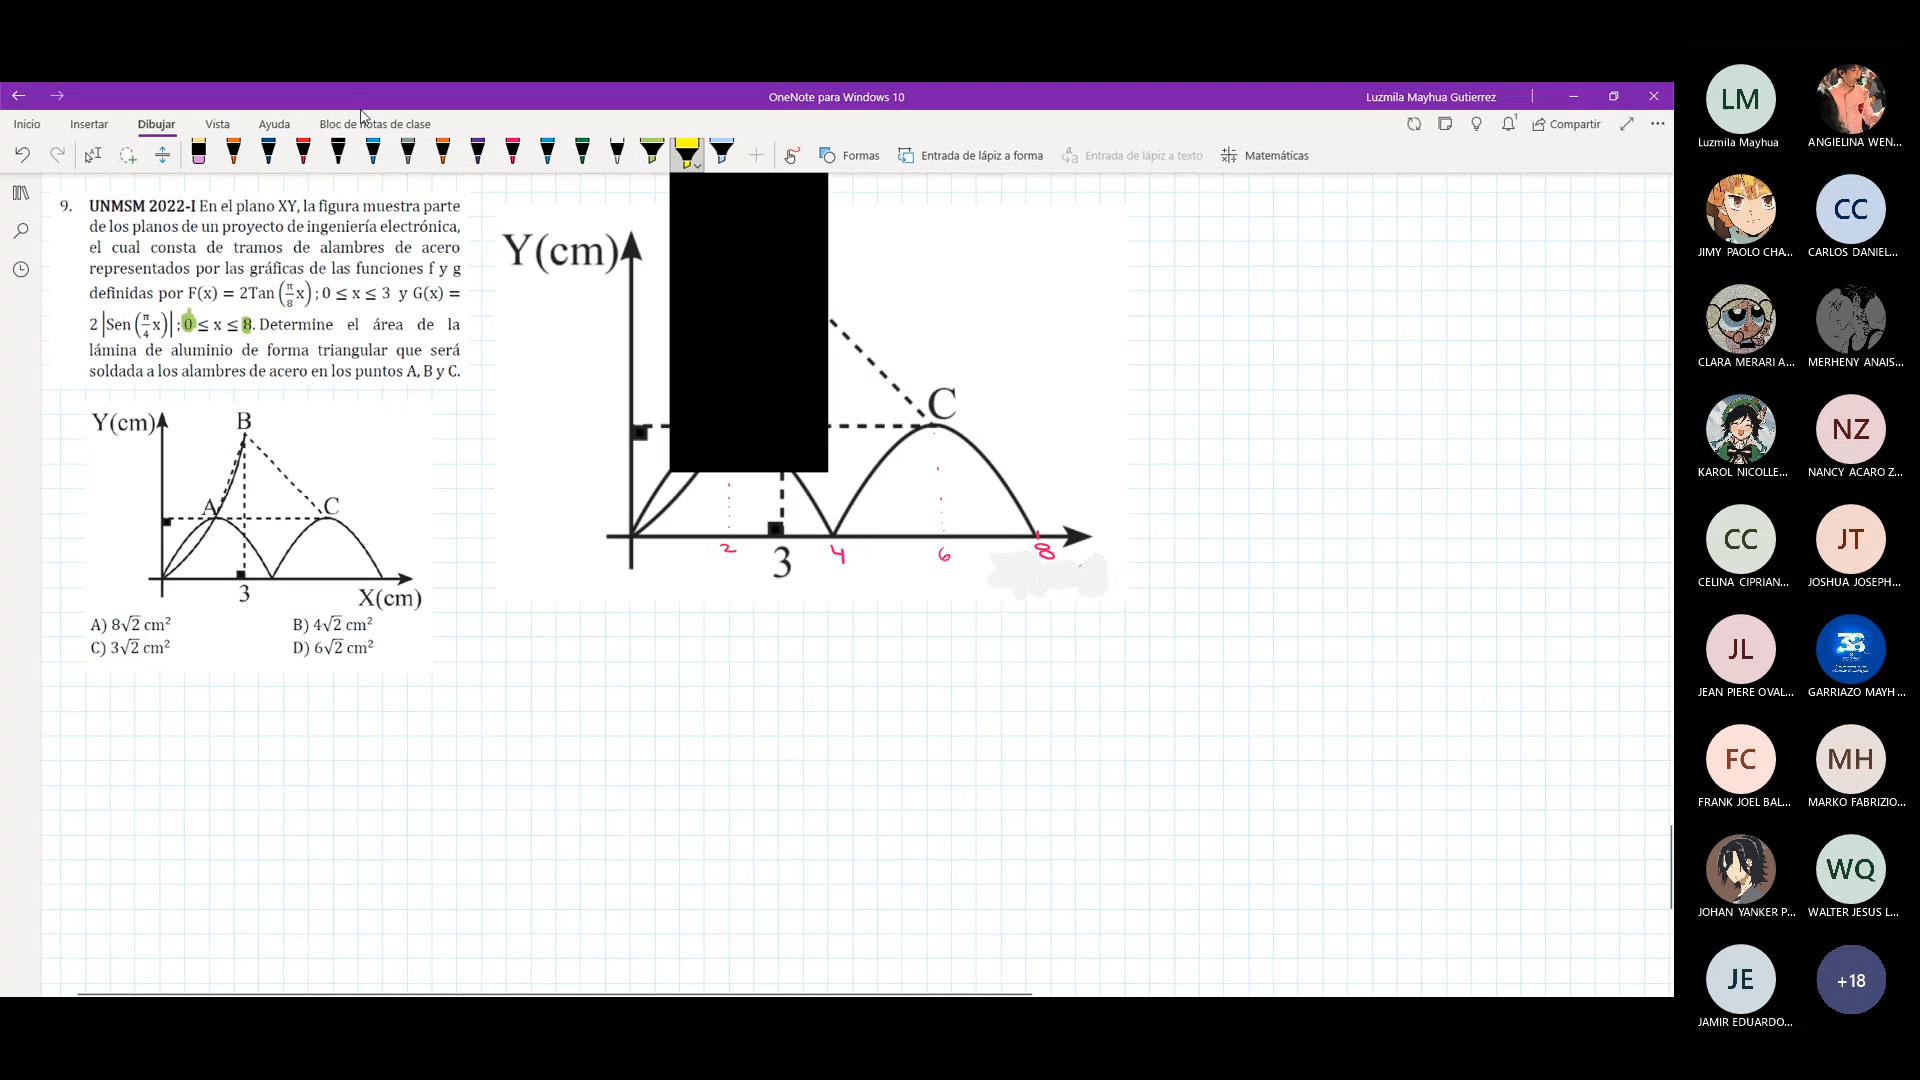 OneNote para Windows 10
Luzmila Mayhua Gutierrez
Inicio
Insertar
Dibujar
Vista
Ayuda
Bloc de notas de clase
Compartir
Formas
Entrada de lápiz a forma
Entrada de lápiz a texto
Matemáticas
9. UNMSM 2022-I En el plano XY, la figura muestra parte
de los planos de un proyecto de ingeniería electrónica,
el cual consta de tramos de alambres de acero
representados por las gráficas de las funciones f y g
definidas por F(x) = 2Tan (π/8 x) ; 0 ≤ x ≤ 3 y G(x) =
2 |Sen (π/4 x)| ; 0 ≤ x ≤ 8. Determine el área de la
lámina de aluminio de forma triangular que será
soldada a los alambres de acero en los puntos A, B y C.
Y(cm)
B
A
C
3
X(cm)
A) 8√2 cm²
B) 4√2 cm²
C) 3√2 cm²
D) 6√2 cm²
Y(cm)
C
2
3
4
6
8
LM
Luzmila Mayhua
ANGIELINA WEN...
JIMY PAOLO CHA...
CC
CARLOS DANIEL...
CLARA MERARI A...
MERHENY ANAIS...
KAROL NICOLLE...
NZ
NANCY ACARO Z...
CC
CELINA CIPRIAN...
JT
JOSHUA JOSEPH...
JL
JEAN PIERE OVAL...
38
GARRIAZO MAYH...
FC
FRANK JOEL BAL...
MH
MARKO FABRIZIO...
JOHAN YANKER P...
WQ
WALTER JESUS L...
JE
JAMIR EDUARDO...
+18